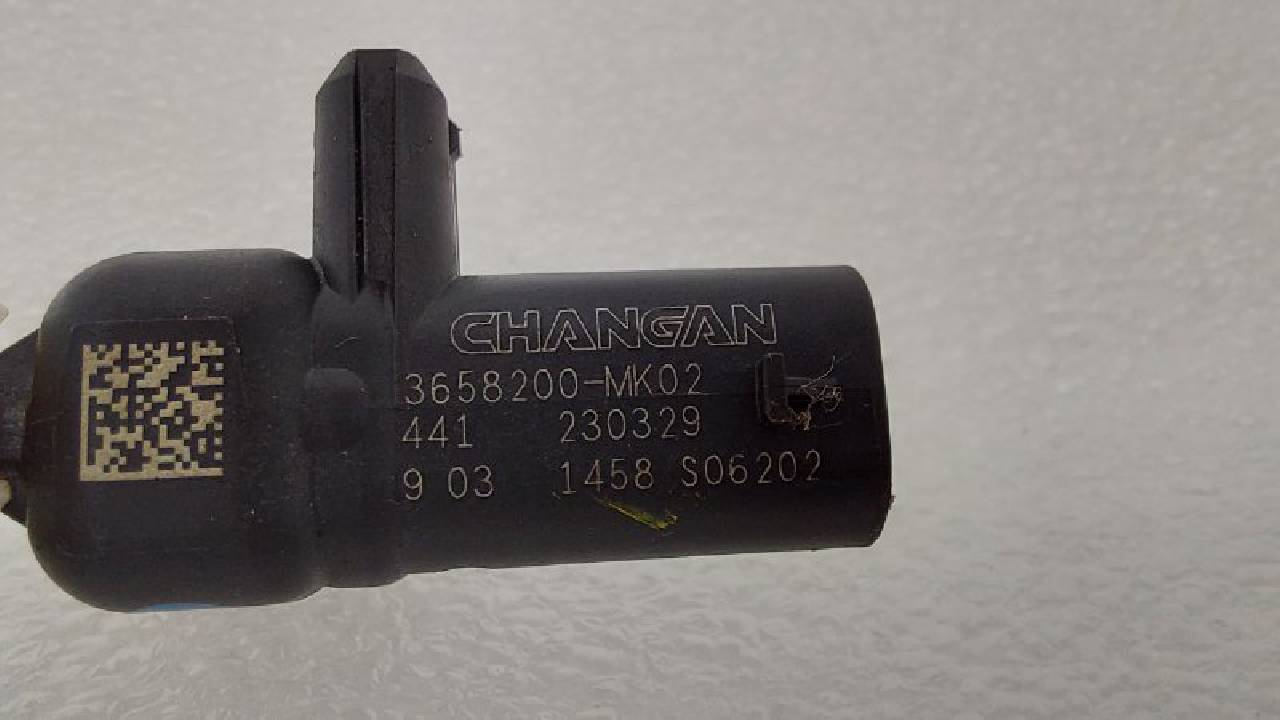 CHANGAN
3658200-MK02
441 230329
9 03 1458 S06202